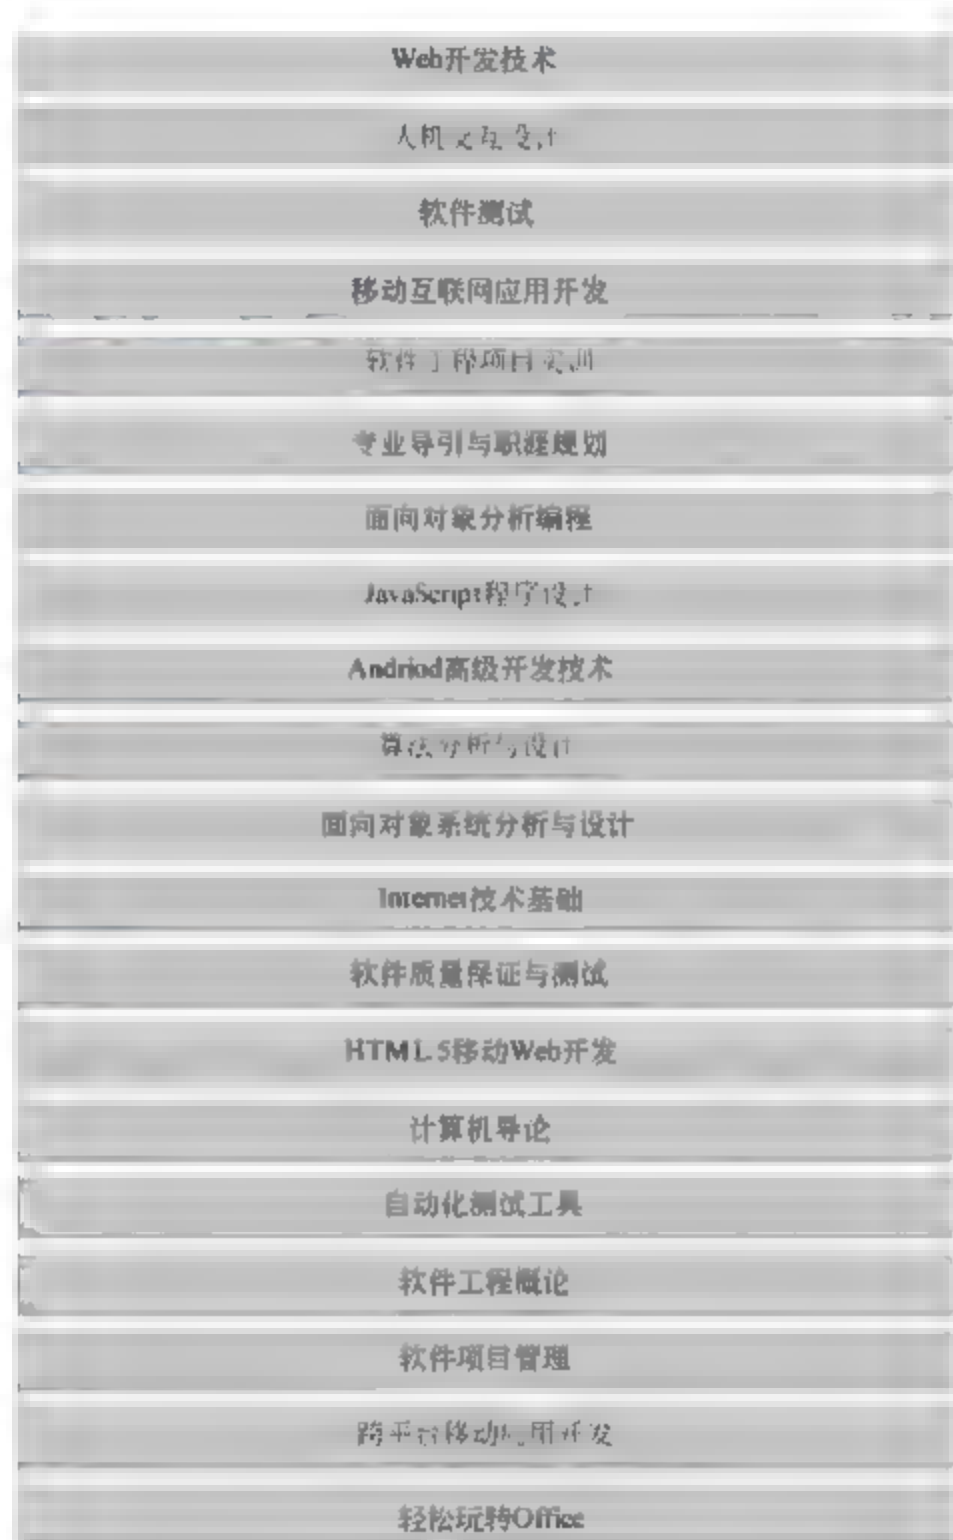 Web开发技术
人机交互设计
软件测试
移动互联网应用开发
软件工程项目实训
专业导引与职涯规划
面向对象分析编程
JavaScript程序设计
Andriod高级开发技术
算法分析与设计
面向对象系统分析与设计
Internet技术基础
软件质量保证与测试
HTML5移动Web开发
计算机导论
自动化测试工具
软件工程概论
软件项目管理
跨平台移动应用开发
轻松玩转Office